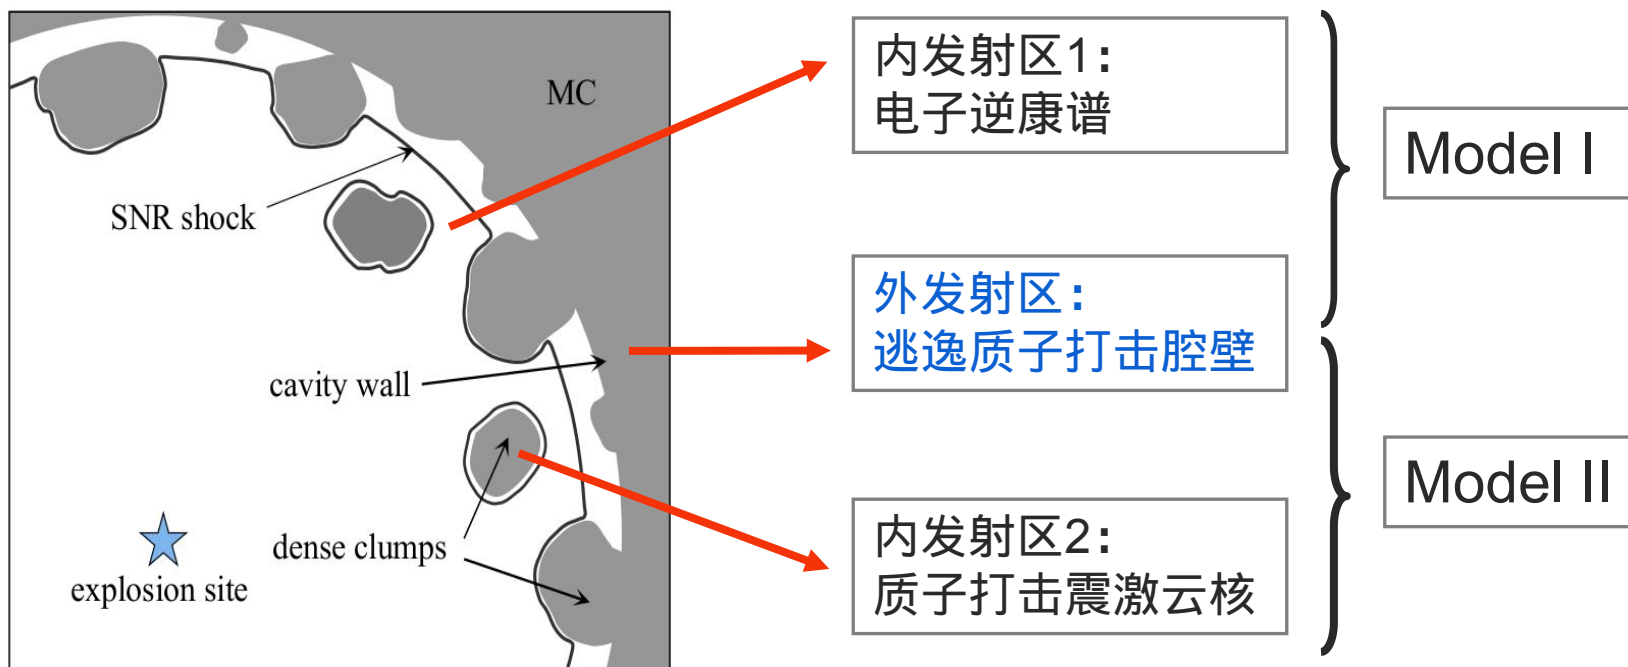 MC
SNR shock
cavity wall
dense clumps
explosion site
内发射区1：
电子逆康谱
外发射区：
逃逸质子打击腔壁
内发射区2：
质子打击震激云核
Model I
Model II